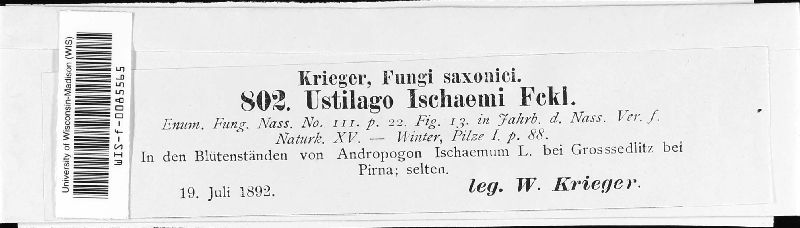 University of Wisconsin-Madison (WIS)
WIS-f-0085565
Krieger, Fungi saxonici.
802. Ustilago Ischaemi Fckl.
Enum. Fung. Nass. No. 111. p. 22. Fig. 13. in Jahrb. d. Nass. Ver. f.
Naturk. XV. — Winter, Pilze I. p. 88.
In den Blütenständen von Andropogon Ischaemum L. bei Grosssedlitz bei
Pirna; selten.
19. Juli 1892.
leg. W. Krieger.